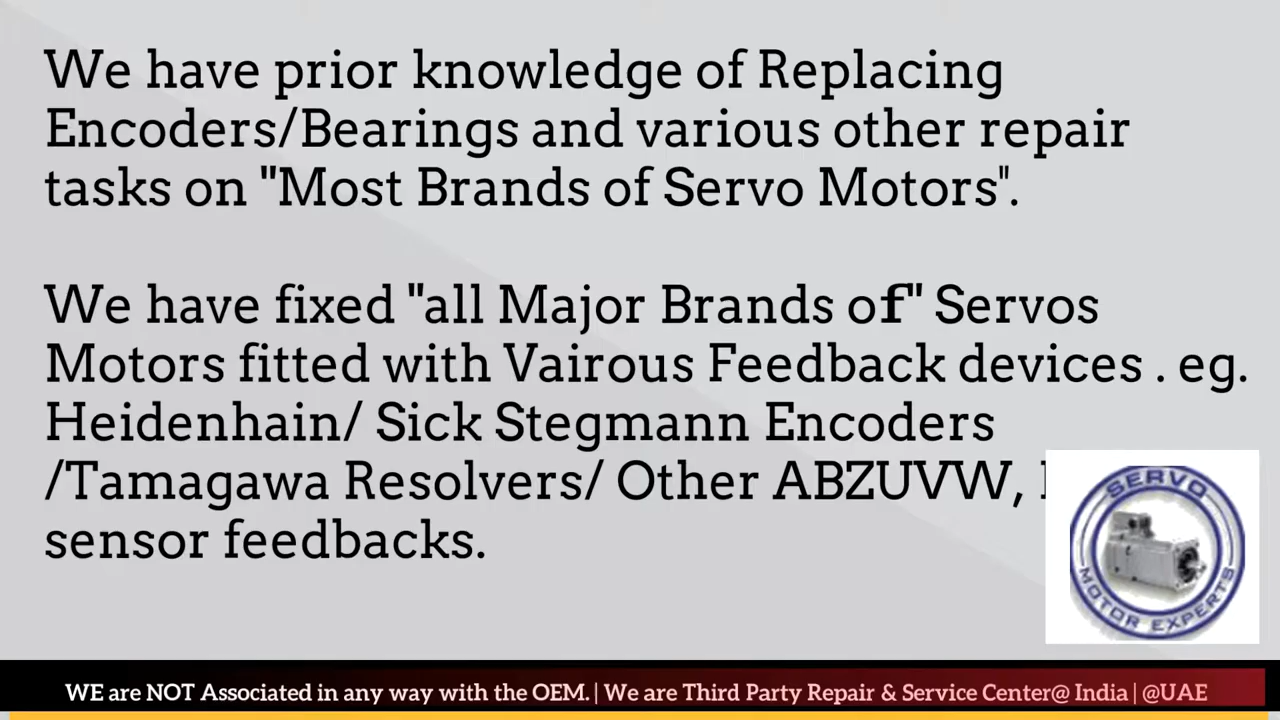 We have prior knowledge of Replacing
Encoders/Bearings and various other repair
tasks on "Most Brands of Servo Motors".
We have fixed "all Major Brands of" Servos
Motors fitted with Vairous Feedback devices . eg.
Heidenhain/ Sick Stegmann Encoders
/Tamagawa Resolvers/ Other ABZUVW,
sensor feedbacks.
SERVO
MOTOR EXPERTS
WE are NOT Associated in any way with the OEM. | We are Third Party Repair & Service Center@ India | @UAE